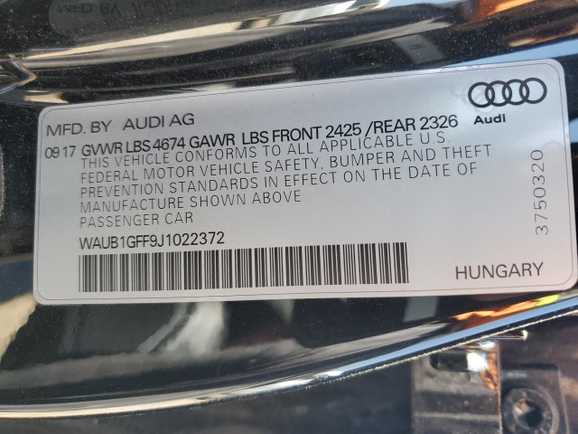 MFD. BY AUDI AG
09 17 GVWR LBS 4674 GAWR LBS FRONT 2425 /REAR 2326
THIS VEHICLE CONFORMS TO ALL APPLICABLE U.S.
FEDERAL MOTOR VEHICLE SAFETY, BUMPER AND THEFT
PREVENTION STANDARDS IN EFFECT ON THE DATE OF
MANUFACTURE SHOWN ABOVE
PASSENGER CAR
WAUB1GFF9J1022372
Audi
3750320
HUNGARY